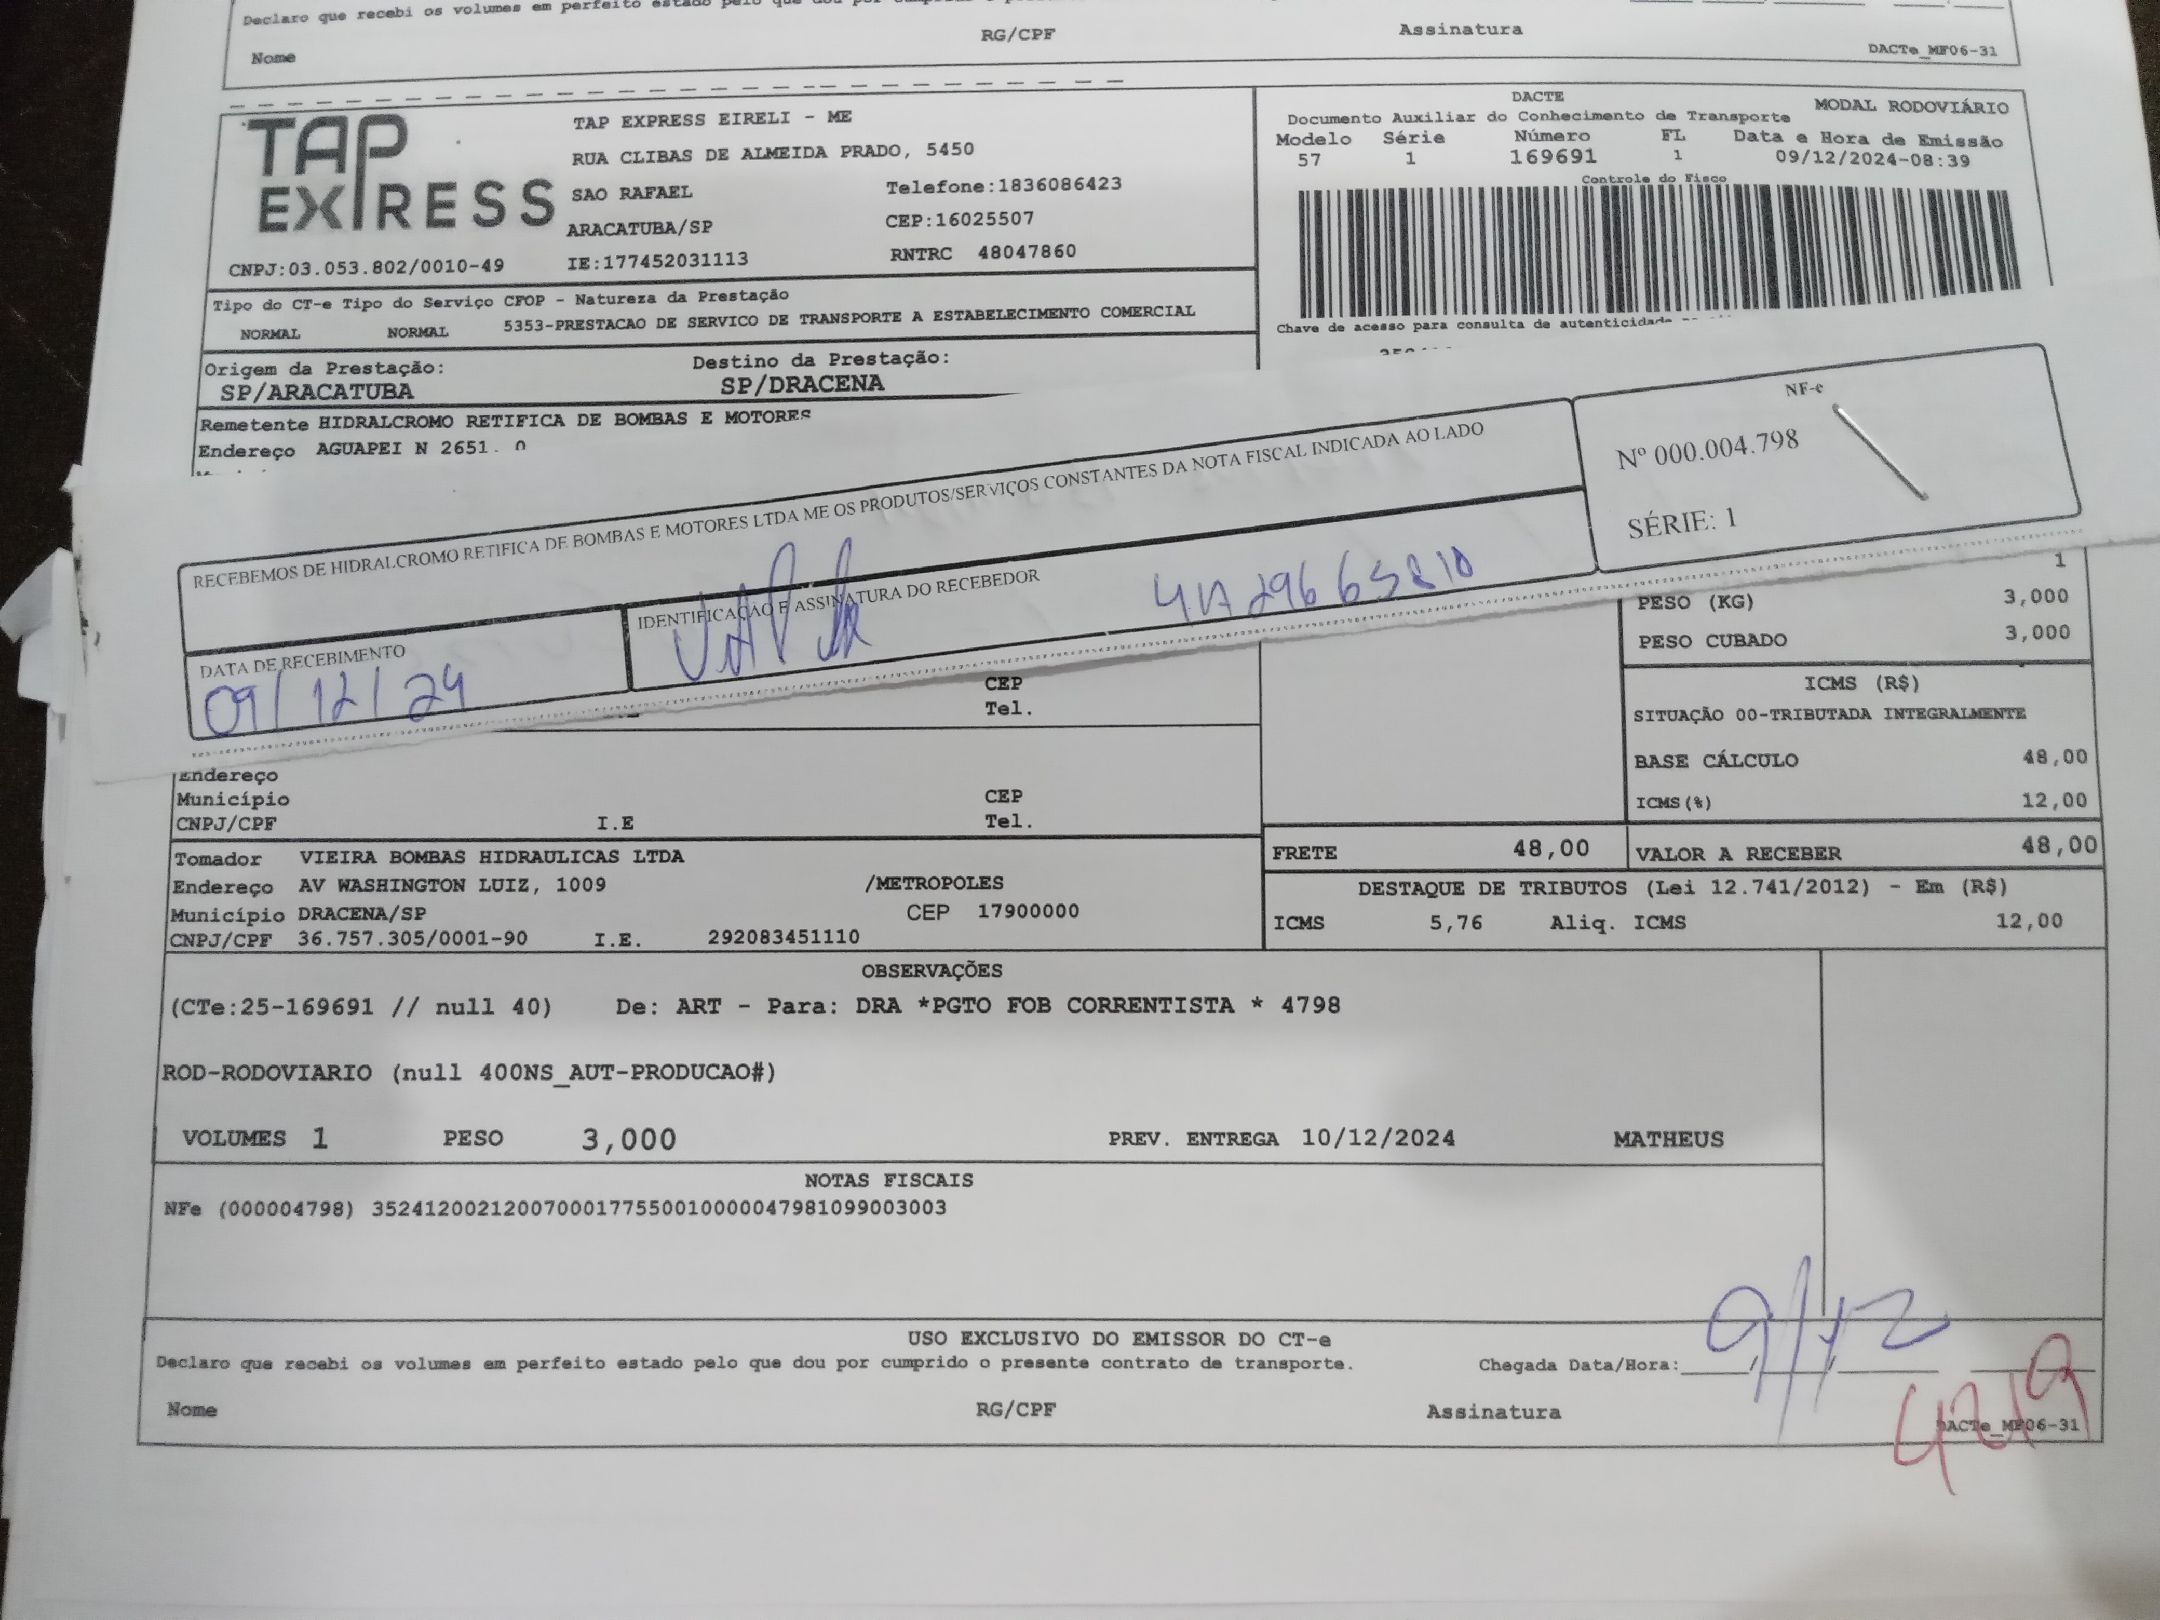 Declaro que recebi os volumes em perfeito estado pelo que dou por cumprido o
Nome RG/CPF Assinatura
DACTe_MF06-31
TAP EXPRESS
TAP EXPRESS EIRELI - ME
RUA CLIBAS DE ALMEIDA PRADO, 5450
SAO RAFAEL Telefone:1836086423
ARACATUBA/SP CEP:16025507
CNPJ:03.053.802/0010-49 IE:177452031113 RNTRC 48047860
DACTE MODAL RODOVIÁRIO
Documento Auxiliar do Conhecimento de Transporte
Modelo Série Número FL Data e Hora de Emissão
57 1 169691 1 09/12/2024-08:39
Controle do Fisco
Chave de acesso para consulta de autenticidade
Tipo do CT-e Tipo do Serviço CFOP - Natureza da Prestação
NORMAL NORMAL 5353-PRESTACAO DE SERVICO DE TRANSPORTE A ESTABELECIMENTO COMERCIAL
Origem da Prestação: Destino da Prestação:
SP/ARACATUBA SP/DRACENA
Remetente HIDRALCROMO RETIFICA DE BOMBAS E MOTORES
Endereço AGUAPEI N 2651.
RECEBEMOS DE HIDRALCROMO RETIFICA DE BOMBAS E MOTORES LTDA ME OS PRODUTOS/SERVIÇOS CONSTANTES DA NOTA FISCAL INDICADA AO LADO
NF-e
Nº 000.004.798
SÉRIE: 1
DATA DE RECEBIMENTO
09/12/24
IDENTIFICAÇÃO E ASSINATURA DO RECEBEDOR
1
PESO (KG) 3,000
PESO CUBADO 3,000
ICMS (R$)
SITUAÇÃO 00-TRIBUTADA INTEGRALMENTE
BASE CÁLCULO 48,00
ICMS(%) 12,00
CEP
Tel.
Endereço
Município CEP
CNPJ/CPF I.E Tel.
FRETE 48,00 VALOR A RECEBER 48,00
Tomador VIEIRA BOMBAS HIDRAULICAS LTDA
Endereço AV WASHINGTON LUIZ, 1009 /METROPOLES
Município DRACENA/SP CEP 17900000
CNPJ/CPF 36.757.305/0001-90 I.E. 292083451110
DESTAQUE DE TRIBUTOS (Lei 12.741/2012) - Em (R$)
ICMS 5,76 Aliq. ICMS 12,00
OBSERVAÇÕES
(CTe:25-169691 // null 40) De: ART - Para: DRA *PGTO FOB CORRENTISTA * 4798
ROD-RODOVIARIO (null 400NS_AUT-PRODUCAO#)
VOLUMES 1 PESO 3,000 PREV. ENTREGA 10/12/2024 MATHEUS
NOTAS FISCAIS
NFe (000004798) 35241200212007000177550010000047981099003003
USO EXCLUSIVO DO EMISSOR DO CT-e
Declaro que recebi os volumes em perfeito estado pelo que dou por cumprido o presente contrato de transporte. Chegada Data/Hora:
9/12
Nome RG/CPF Assinatura
DACTe_MF06-31